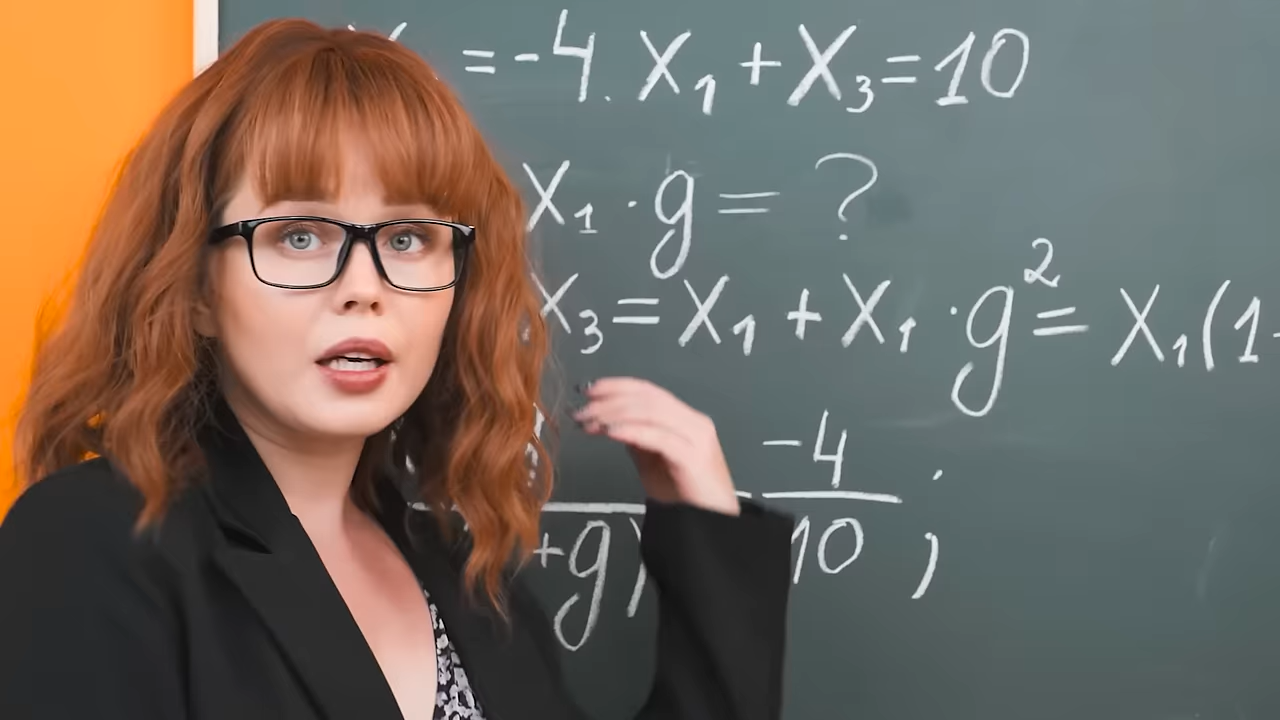 X = -4. X₁ + X₃ = 10
X₁ · g = ?
X₃ = X₁ + X₁ · g² = X₁(1
+g) -4/10 ;